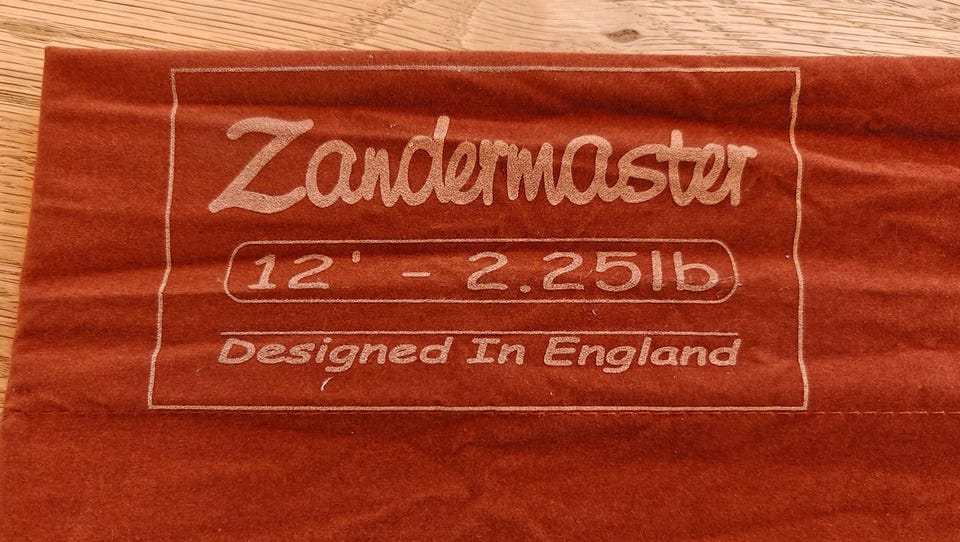 Zandermaster
12' - 2.25lb
Designed In England